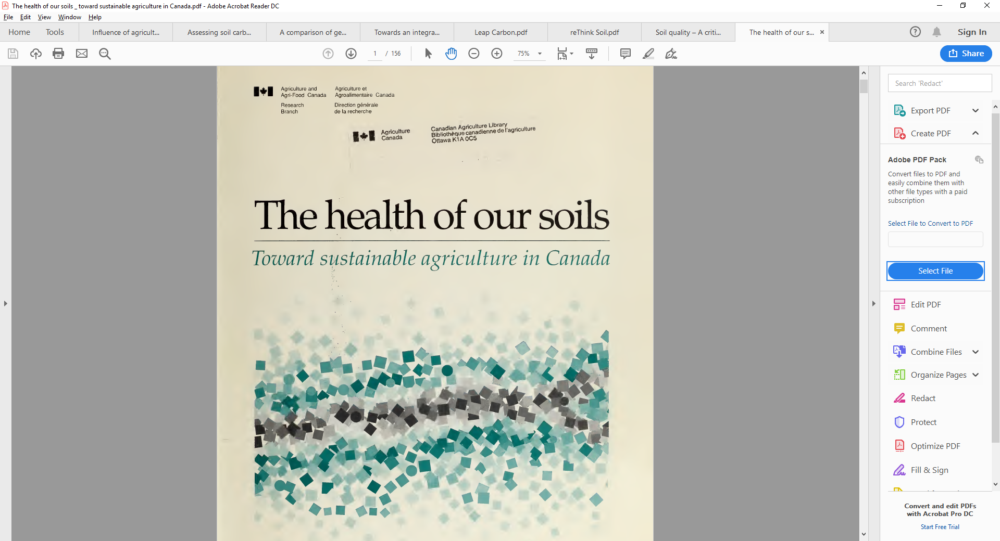 The health of our soils _ toward sustainable agriculture in Canada.pdf - Adobe Acrobat Reader DC
File Edit View Window Help
Home Tools Influence of agricult... Assessing soil carb... A comparison of ge... Towards an integra... Leap Carbon.pdf reThink Soil.pdf Soil quality – A criti... The health of our s... Sign In
1 / 156 75% Share
Agriculture and Agriculture et
Agri-Food Canada Agroalimentaire Canada
Research Direction générale
Branch de la recherche
Agriculture
Canada
Canadian Agriculture Library
Bibliothèque canadienne de l'agriculture
Ottawa K1A 0C5
The health of our soils
Toward sustainable agriculture in Canada
Search 'Redact'
Export PDF
Create PDF
Adobe PDF Pack
Convert files to PDF and
easily combine them with
other file types with a paid
subscription
Select File to Convert to PDF
Select File
Edit PDF
Comment
Combine Files
Organize Pages
Redact
Protect
Optimize PDF
Fill & Sign
Convert and edit PDFs
with Acrobat Pro DC
Start Free Trial